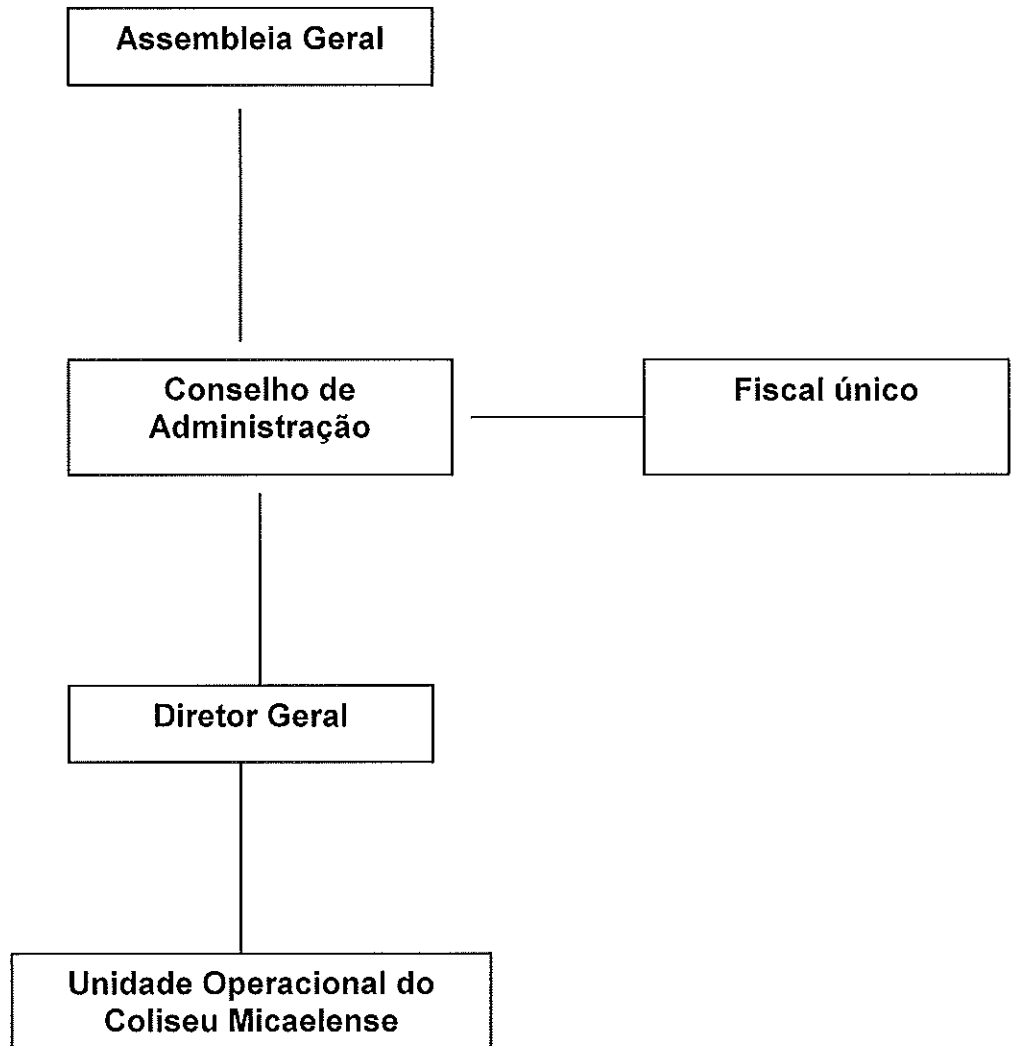 Assembleia Geral
Conselho de
Administração
Fiscal único
Diretor Geral
Unidade Operacional do
Coliseu Micaelense